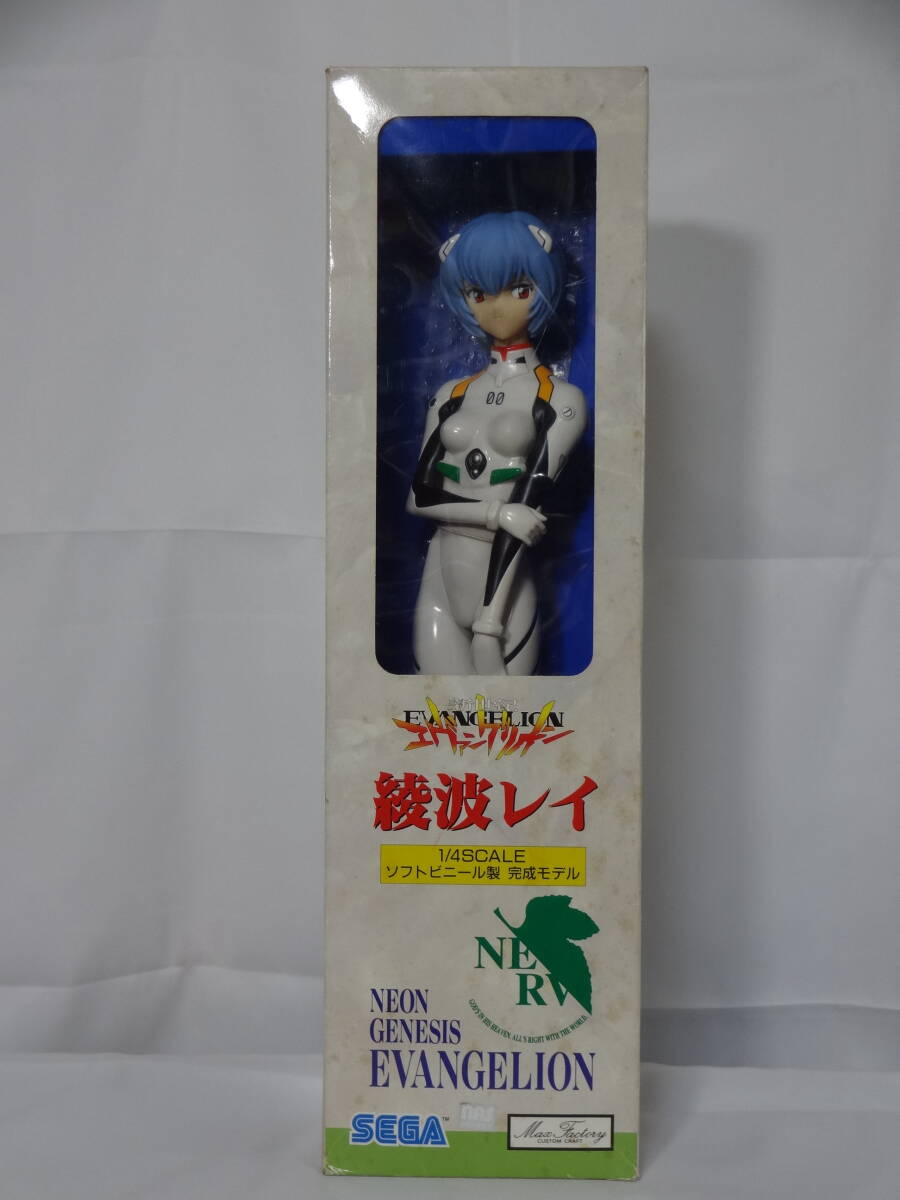 00
新世紀
EVANGELION
エヴァンゲリオン
綾波レイ
1/4SCALE
ソフトビニール製 完成モデル
NERV
GOD'S IN HIS HEAVEN. ALL'S RIGHT WITH THE WORLD.
NEON
GENESIS
EVANGELION
SEGA™
Max Factory
CUSTOM CRAFT